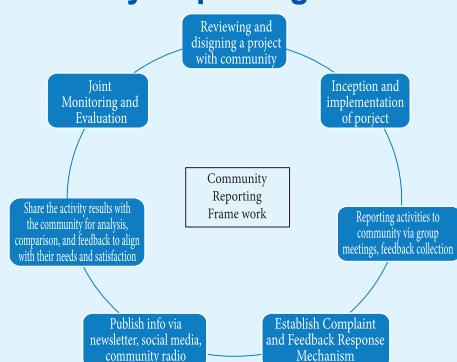 Reviewing and
disigning a project
with community
Inception and
implementation
of porject
Reporting activities to
community via group
meetings, feedback collection
Establish Complaint
and Feedback Response
Mechanism
Publish info via
newsletter, social media,
community radio
Share the activity results with
the community for analysis,
comparison, and feedback to align
with their needs and satisfaction
Joint
Monitoring and
Evaluation
Community
Reporting
Frame work